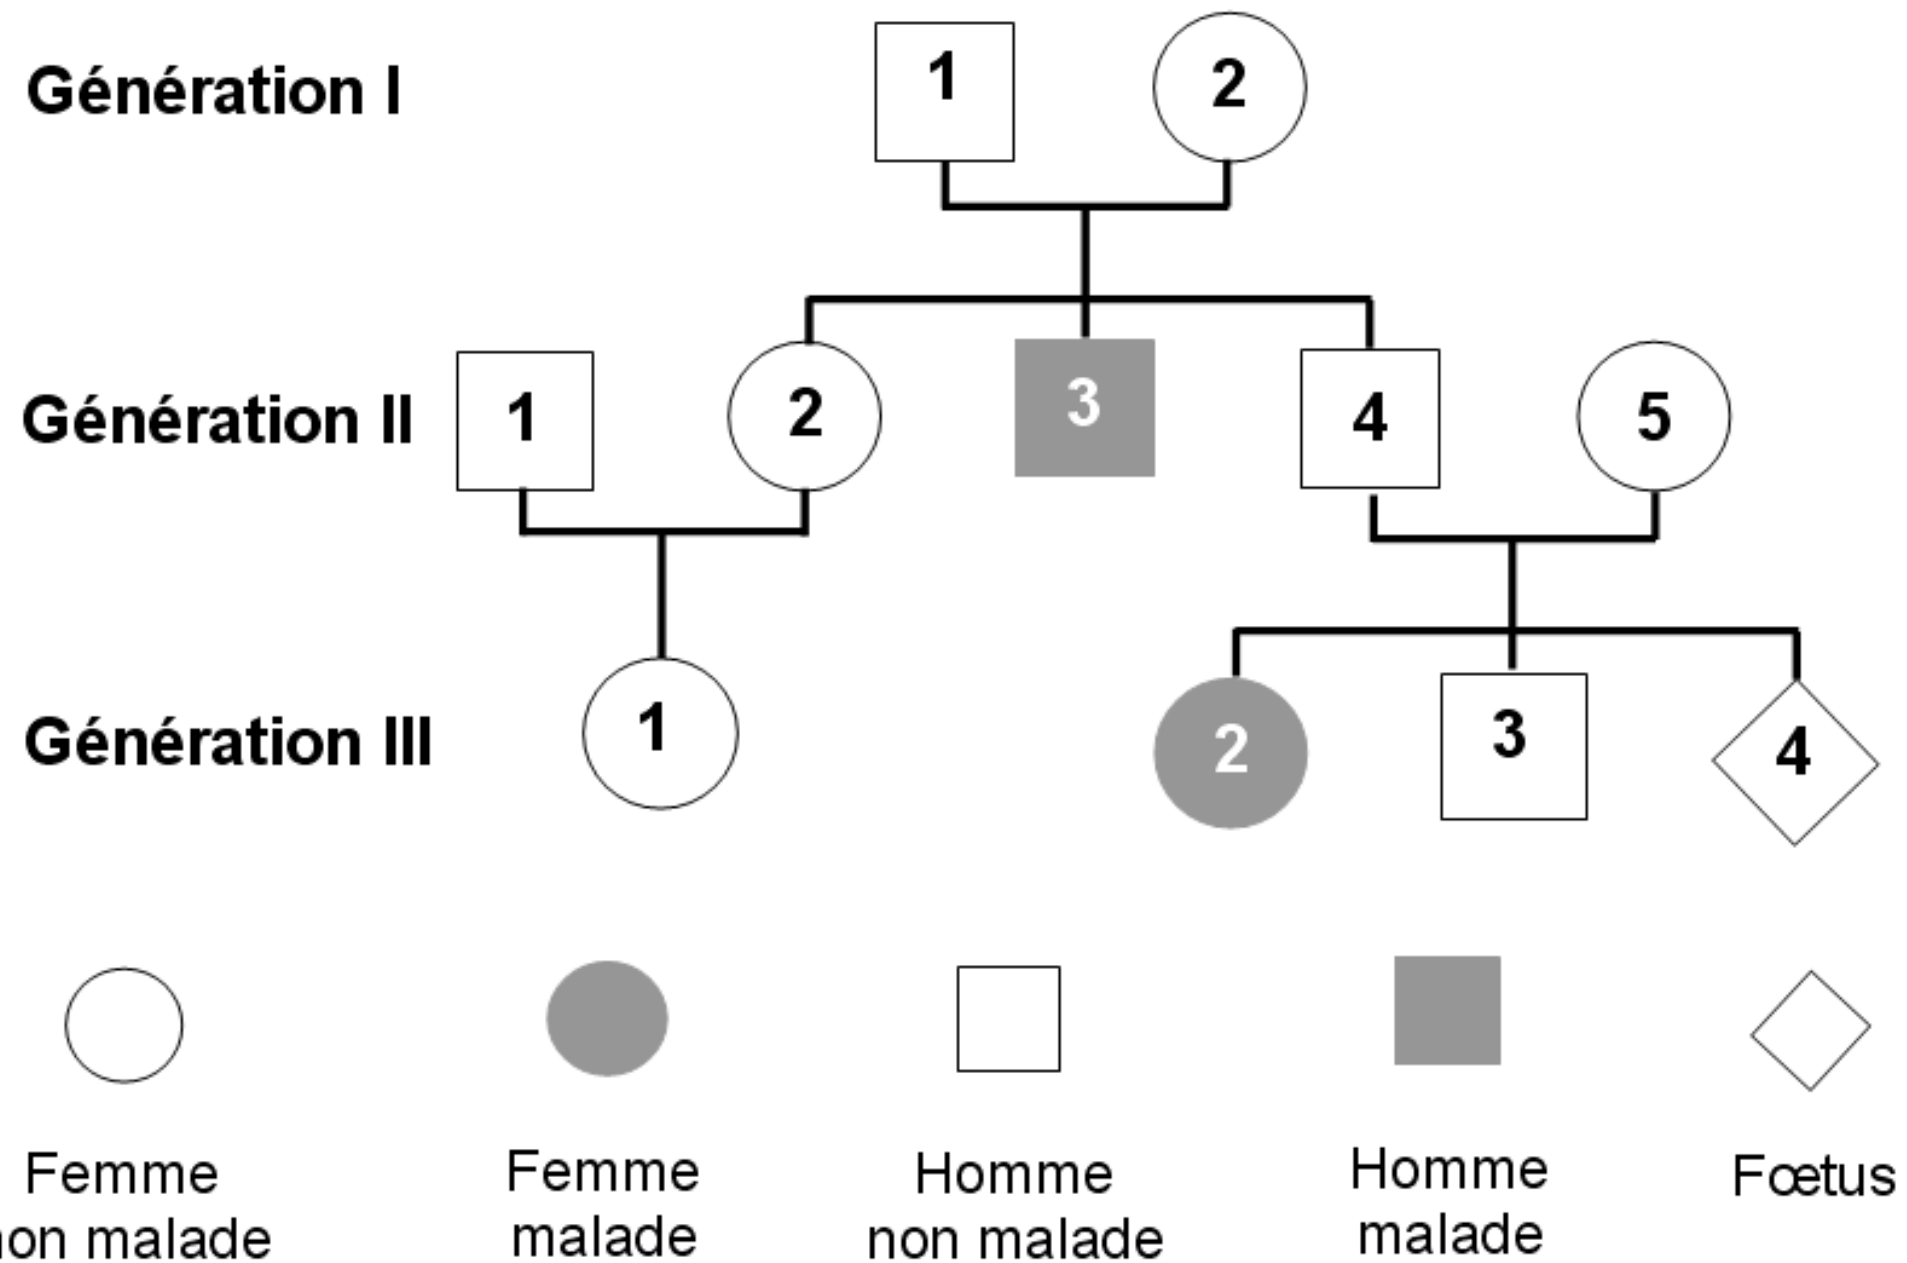 Génération I
1 2
Génération II
1 2 3 4 5
Génération III
1 2 3 4
Femme Femme Homme Homme Fœtus
non malade malade non malade malade